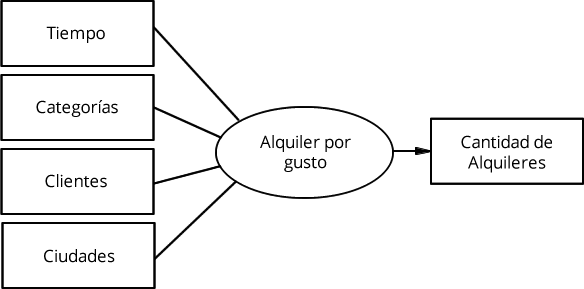 Tiempo
Categorías
Clientes
Ciudades
Alquiler por
gusto
Cantidad de
Alquileres